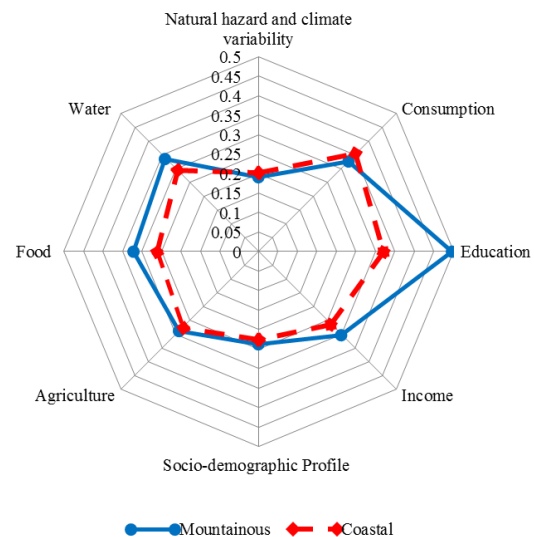 Natural hazard and climate
variability
0.5
0.45
0.4
0.35
0.3
0.25
0.2
0.15
0.1
0.05
0
Water
Consumption
Food
Education
Agriculture
Income
Socio-demographic Profile
Mountainous
Coastal